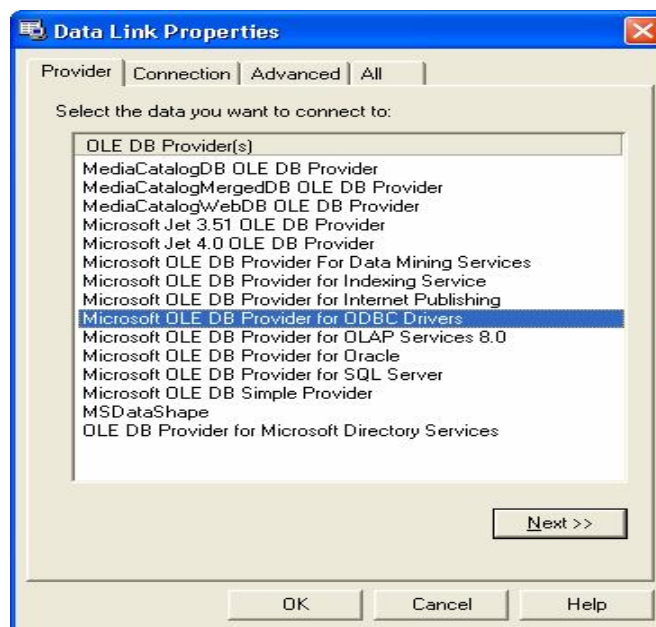 Data Link Properties
Provider Connection Advanced All
Select the data you want to connect to:
OLE DB Provider(s)
MediaCatalogDB OLE DB Provider
MediaCatalogMergedDB OLE DB Provider
MediaCatalogWebDB OLE DB Provider
Microsoft Jet 3.51 OLE DB Provider
Microsoft Jet 4.0 OLE DB Provider
Microsoft OLE DB Provider For Data Mining Services
Microsoft OLE DB Provider for Indexing Service
Microsoft OLE DB Provider for Internet Publishing
Microsoft OLE DB Provider for ODBC Drivers
Microsoft OLE DB Provider for OLAP Services 8.0
Microsoft OLE DB Provider for Oracle
Microsoft OLE DB Provider for SQL Server
Microsoft OLE DB Simple Provider
MSDataShape
OLE DB Provider for Microsoft Directory Services
Next >>
OK Cancel Help